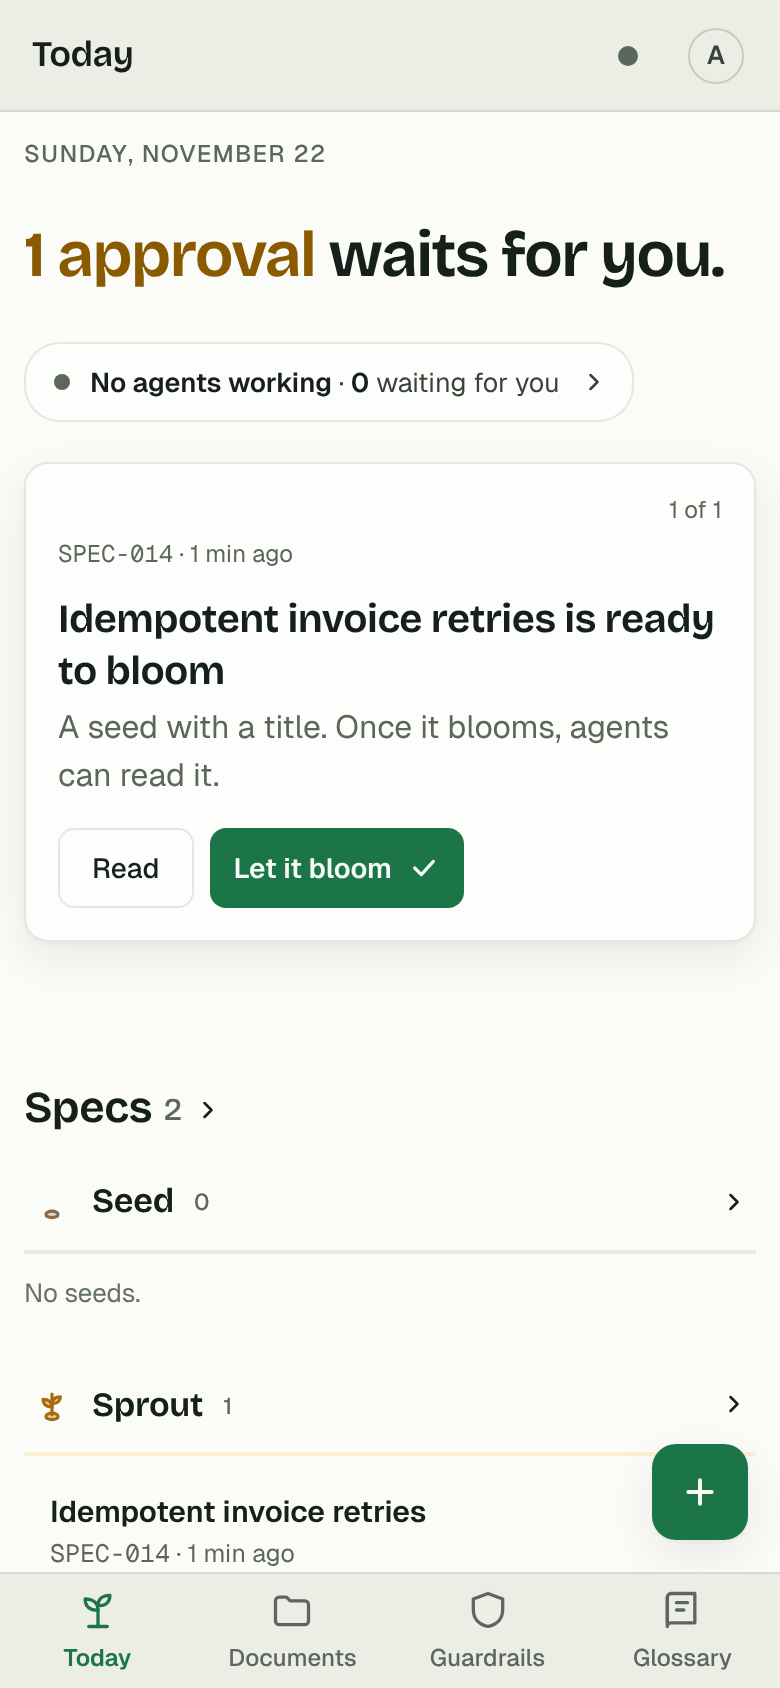 Today
A
SUNDAY, NOVEMBER 22
1 approval waits for you.
No agents working · 0 waiting for you
1 of 1
SPEC-014 · 1 min ago
Idempotent invoice retries is ready
to bloom
A seed with a title. Once it blooms, agents
can read it.
Read
Let it bloom
Specs 2
Seed 0
No seeds.
Sprout 1
Idempotent invoice retries
SPEC-014 · 1 min ago
Today
Documents
Guardrails
Glossary